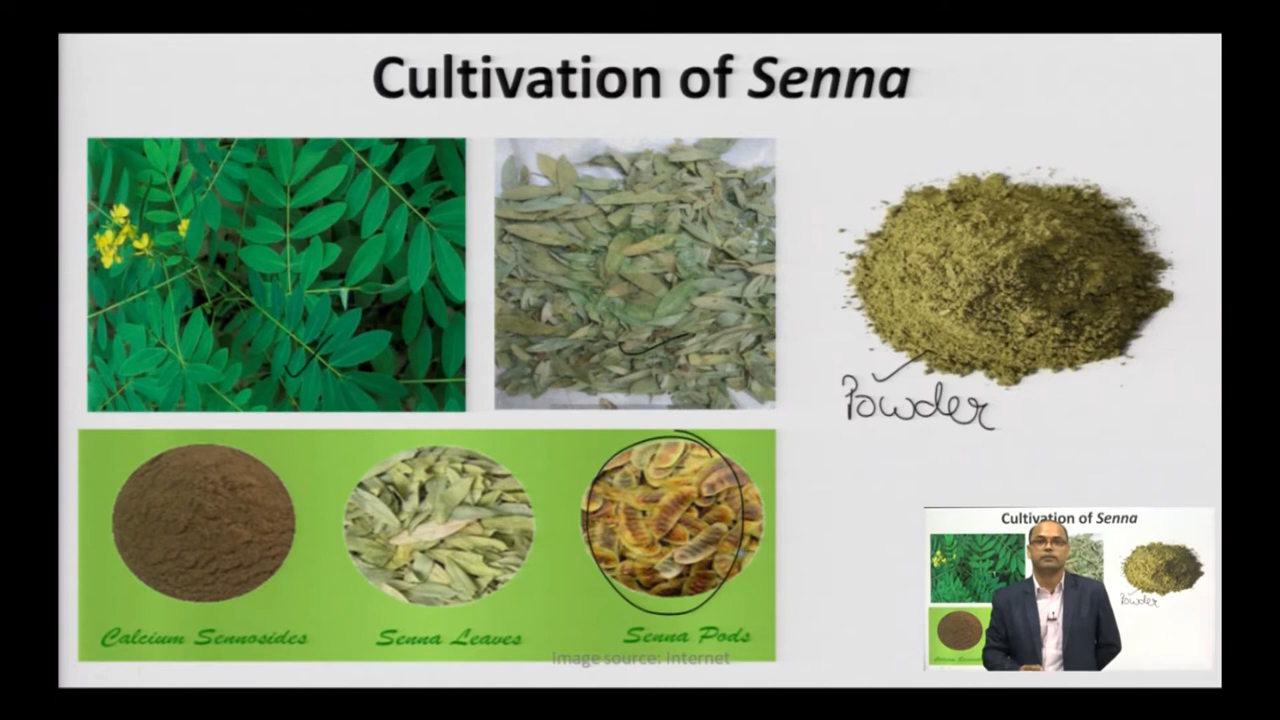 Cultivation of Senna
Powder
Calcium Sennosides
Senna Leaves
Senna Pods
Image source: Internet
Cultivation of Senna
Powder